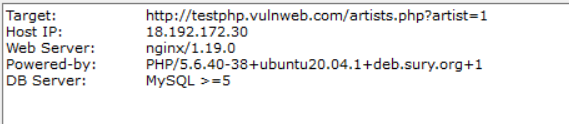 Target: http://testphp.vulnweb.com/artists.php?artist=1
Host IP: 18.192.172.30
Web Server: nginx/1.19.0
Powered-by: PHP/5.6.40-38+ubuntu20.04.1+deb.sury.org+1
DB Server: MySQL >=5